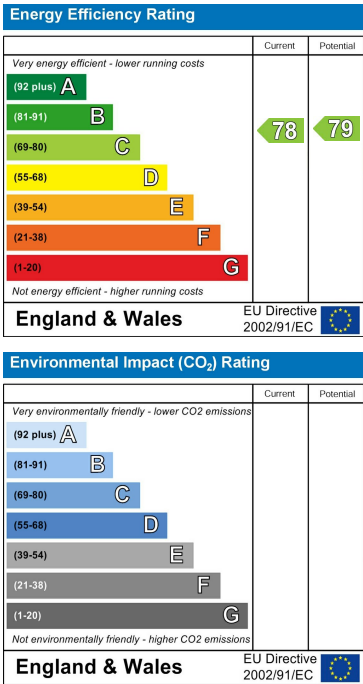 Energy Efficiency Rating
Current Potential
Very energy efficient - lower running costs
(92 plus) A
(81-91) B
(69-80) C
78 79
(55-68) D
(39-54) E
(21-38) F
(1-20) G
Not energy efficient - higher running costs
England & Wales
EU Directive
2002/91/EC
Environmental Impact (CO₂) Rating
Current Potential
Very environmentally friendly - lower CO2 emissions
(92 plus) A
(81-91) B
(69-80) C
(55-68) D
(39-54) E
(21-38) F
(1-20) G
Not environmentally friendly - higher CO2 emissions
England & Wales
EU Directive
2002/91/EC